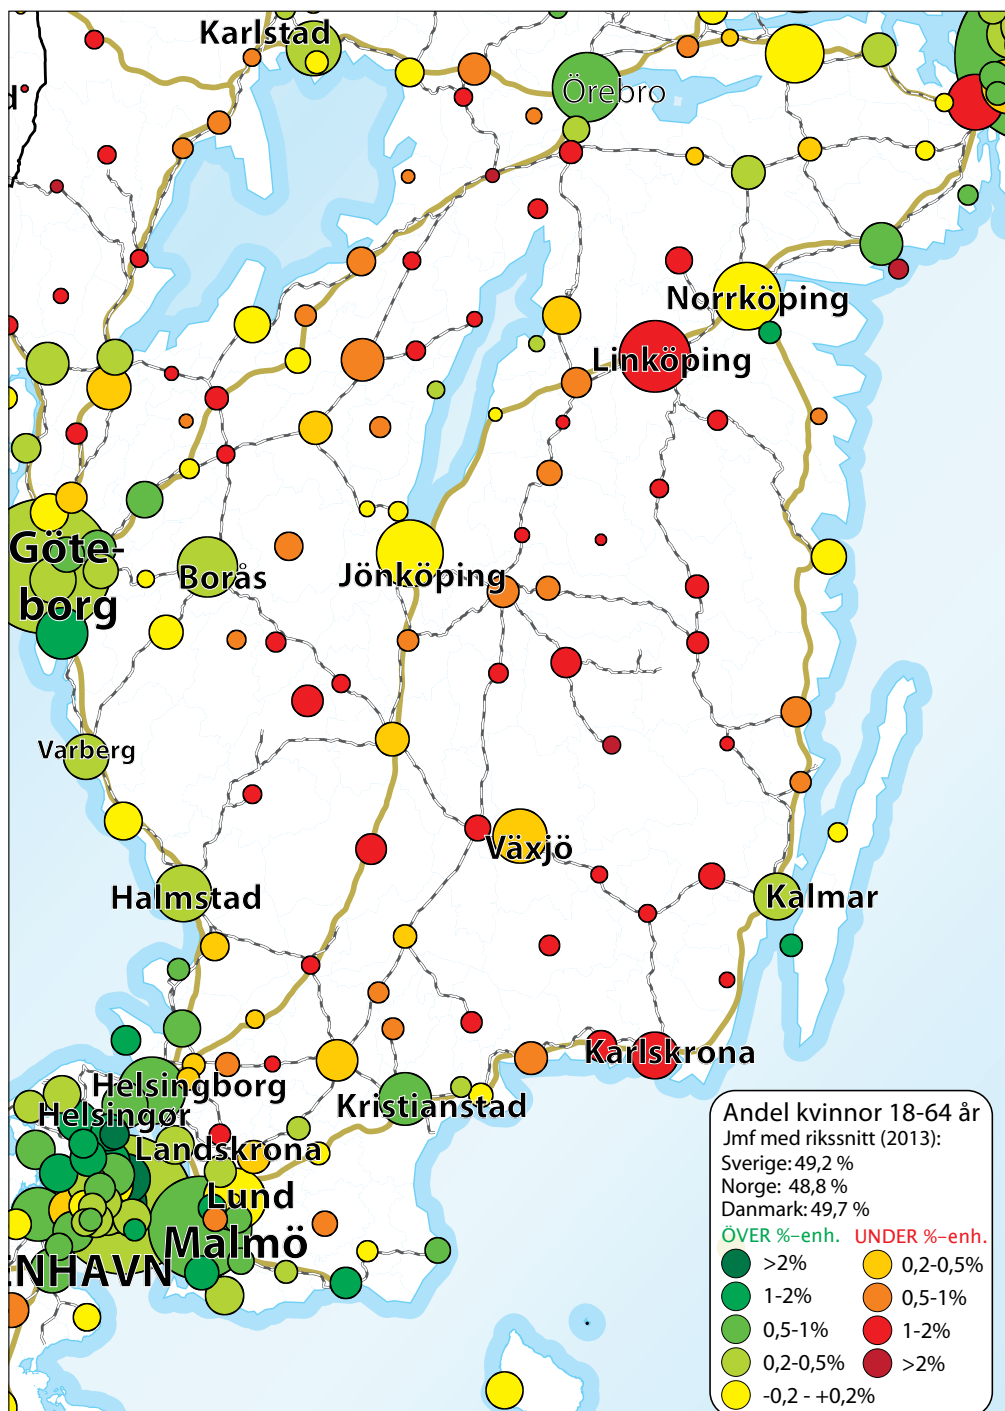 Karlstad
d
Örebro
Norrköping
Linköping
Göte-
borg
Borås
Jönköping
Varberg
Växjö
Halmstad
Kalmar
Karlskrona
Helsingborg
Helsingør
Kristianstad
Landskrona
Lund
Malmö
ENHAVN
Andel kvinnor 18-64 år
Jmf med rikssnitt (2013):
Sverige: 49,2 %
Norge: 48,8 %
Danmark: 49,7 %
ÖVER %-enh. UNDER %-enh.
>2% 0,2-0,5%
1-2% 0,5-1%
0,5-1% 1-2%
0,2-0,5% >2%
-0,2 - +0,2%